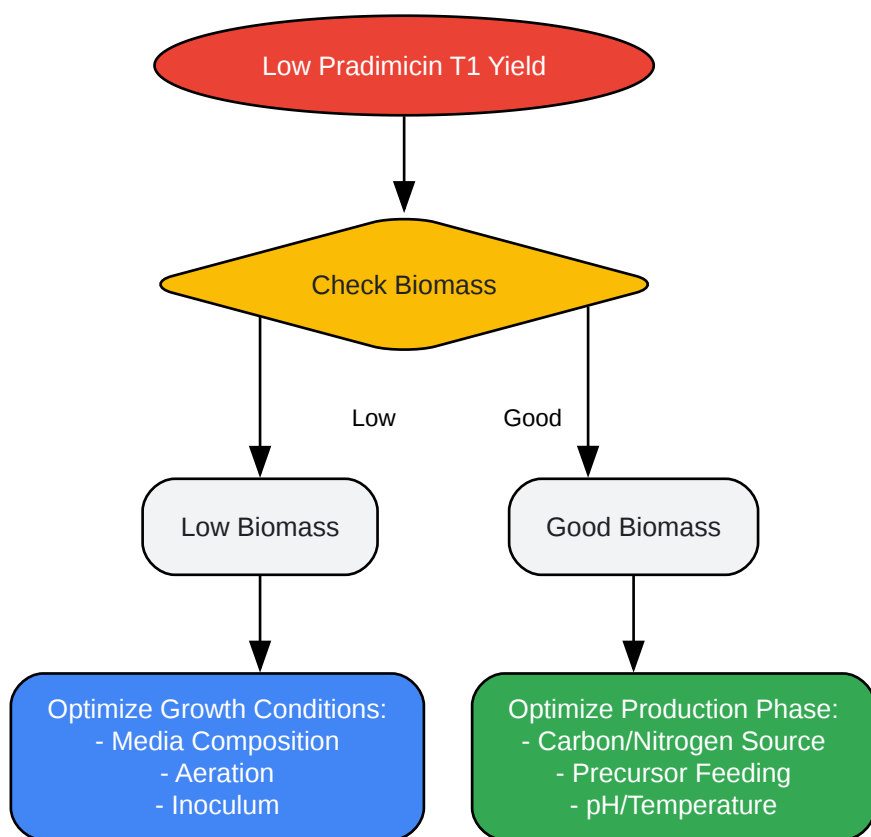 Low Pradimicin T1 Yield
Check Biomass
Low
Good
Low Biomass
Good Biomass
Optimize Growth Conditions:
- Media Composition
- Aeration
- Inoculum
Optimize Production Phase:
- Carbon/Nitrogen Source
- Precursor Feeding
- pH/Temperature